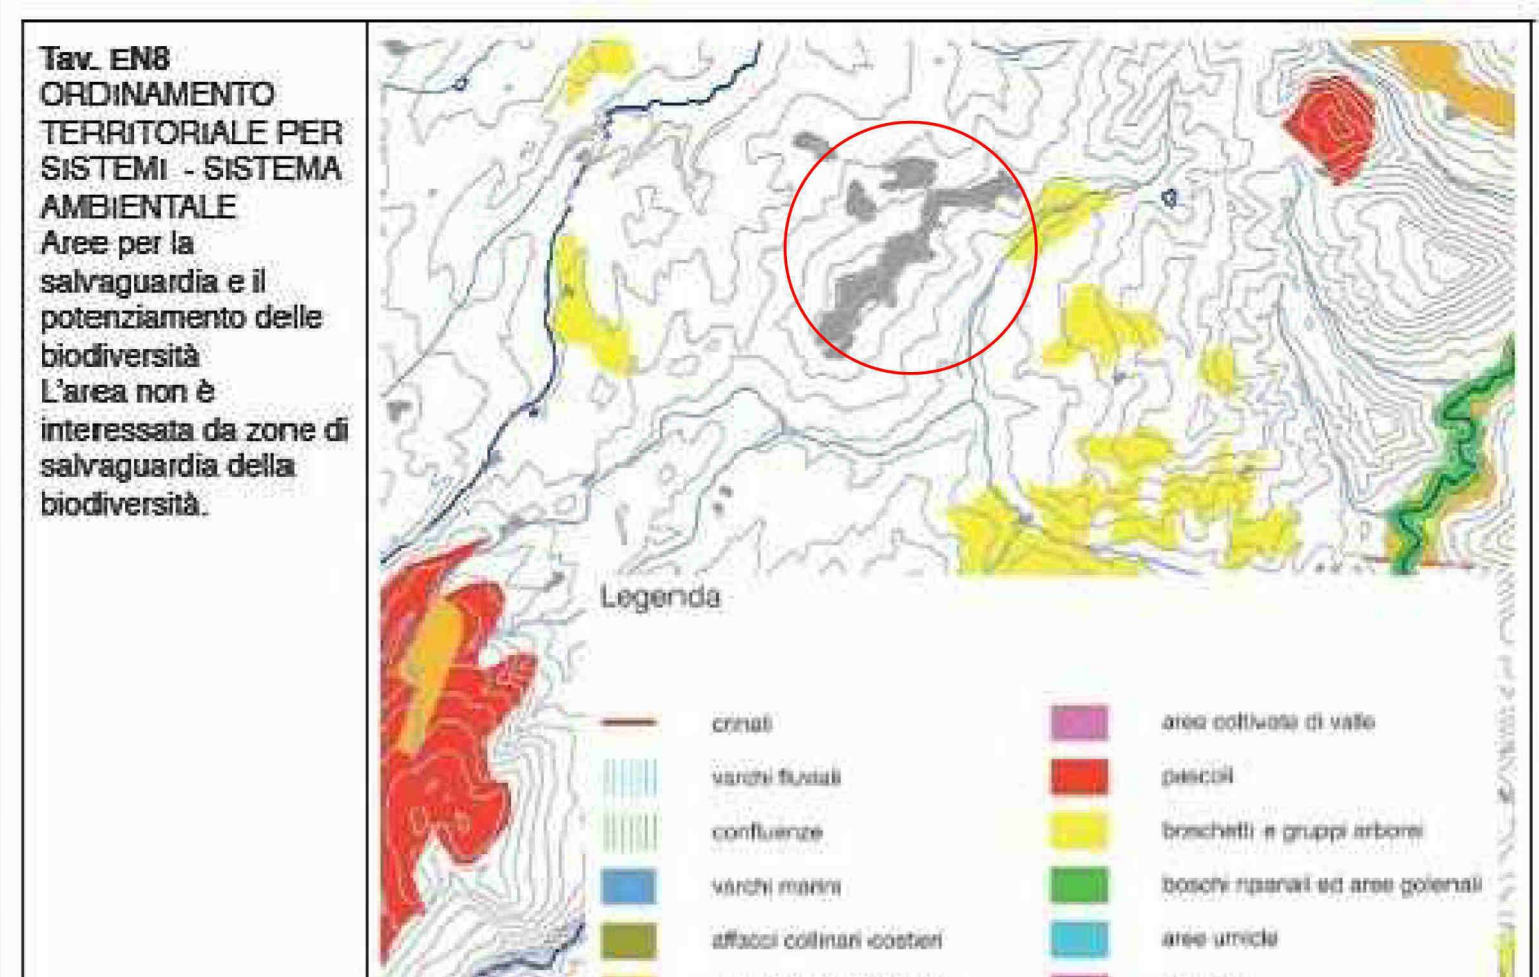 Tav. EN8
ORDINAMENTO
TERRITORIALE PER
SISTEMI - SISTEMA
AMBIENTALE
Aree per la
salvaguardia e il
potenziamento delle
biodiversità
L'area non è
interessata da zone di
salvaguardia della
biodiversità.
Legenda
crinali
varchi fluviali
confluenze
varchi marini
affacci collinari costieri
aree coltivate di valle
pascoli
boschetti e gruppi arborei
boschi ripariali ed aree golenali
aree umide